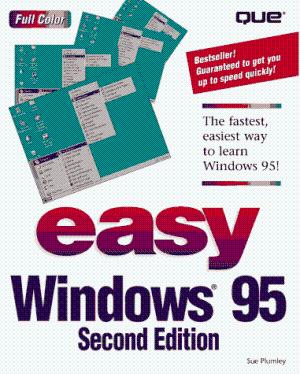 Full Color
QUE®
Bestseller!
Guaranteed to get you
up to speed quickly!
The fastest,
easiest way
to learn
Windows 95!
easy
Windows® 95
Second Edition
Sue Plumley